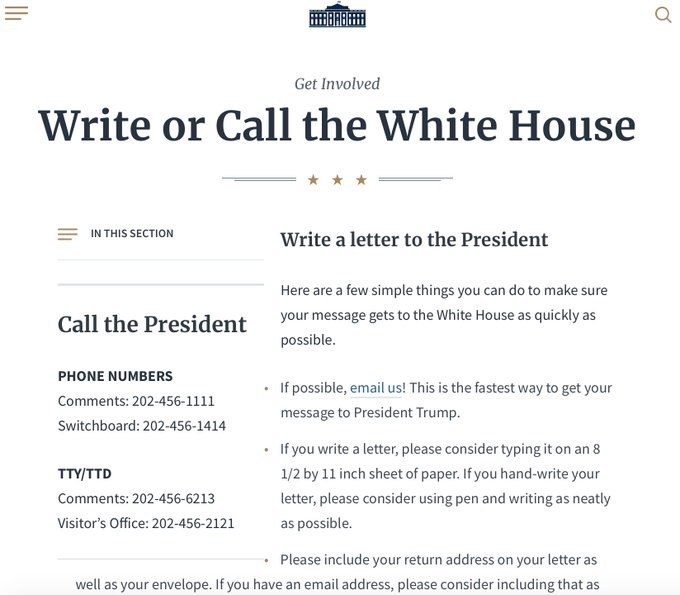 Get Involved
Write or Call the White House
IN THIS SECTION
Call the President
PHONE NUMBERS
Comments: 202-456-1111
Switchboard: 202-456-1414
TTY/TTD
Comments: 202-456-6213
Visitor’s Office: 202-456-2121
Write a letter to the President
Here are a few simple things you can do to make sure
your message gets to the White House as quickly as
possible.
• If possible, email us! This is the fastest way to get your
message to President Trump.
• If you write a letter, please consider typing it on an 8
1/2 by 11 inch sheet of paper. If you hand-write your
letter, please consider using pen and writing as neatly
as possible.
• Please include your return address on your letter as
well as your envelope. If you have an email address, please consider including that as